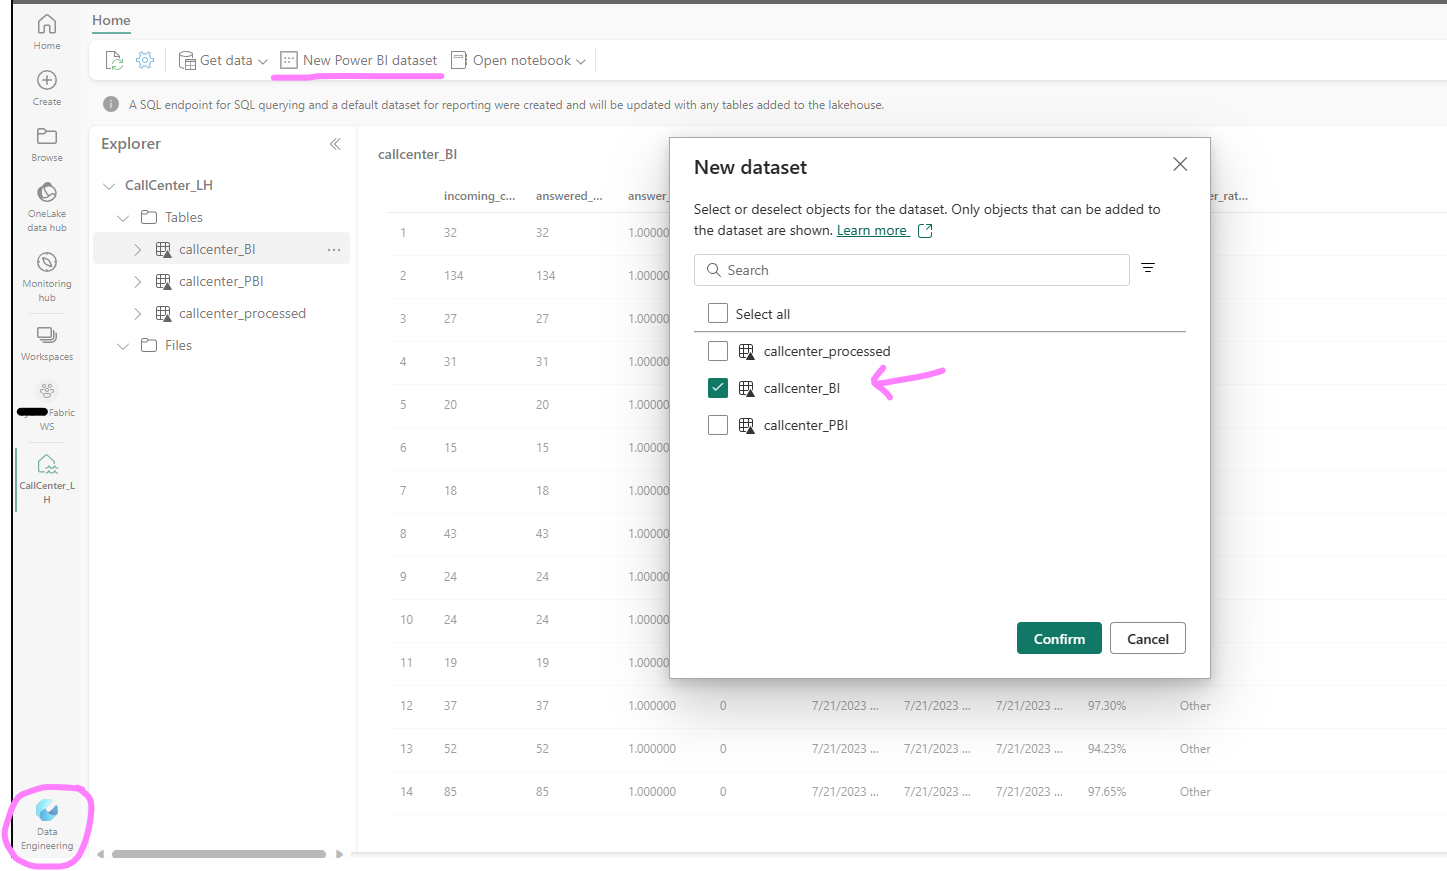 Home
Home
Create
Browse
OneLake
data hub
Monitoring
hub
Workspaces
Fabric
WS
CallCenter_L
H
Data
Engineering
Get data
New Power BI dataset
Open notebook
A SQL endpoint for SQL querying and a default dataset for reporting were created and will be updated with any tables added to the lakehouse.
Explorer
CallCenter_LH
Tables
callcenter_BI
callcenter_PBI
callcenter_processed
Files
callcenter_BI
incoming_c... answered_... answer_ er_rat...
1 32 32 1.00000
2 134 134 1.00000
3 27 27 1.00000
4 31 31 1.00000
5 20 20 1.00000
6 15 15 1.00000
7 18 18 1.00000
8 43 43 1.00000
9 24 24 1.00000
10 24 24 1.00000
11 19 19 1.00000
12 37 37 1.000000 0 7/21/2023 ... 7/21/2023 ... 7/21/2023 ... 97.30% Other
13 52 52 1.000000 0 7/21/2023 ... 7/21/2023 ... 7/21/2023 ... 94.23% Other
14 85 85 1.000000 0 7/21/2023 ... 7/21/2023 ... 7/21/2023 ... 97.65% Other
New dataset
Select or deselect objects for the dataset. Only objects that can be added to
the dataset are shown. Learn more
Search
Select all
callcenter_processed
callcenter_BI
callcenter_PBI
Confirm
Cancel